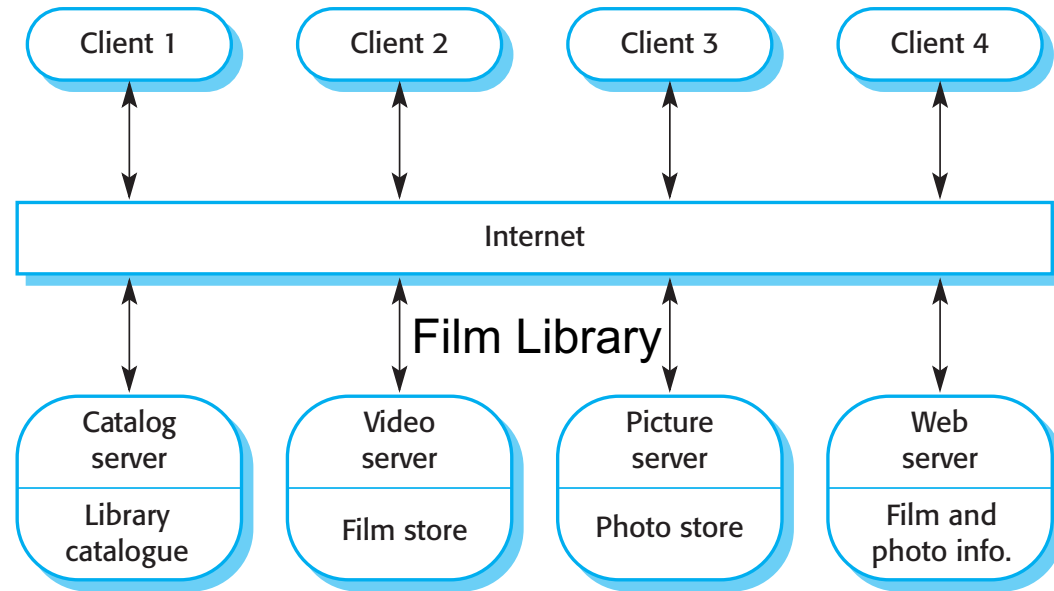 Client 1
Client 2
Client 3
Client 4
Internet
Film Library
Catalog
server
Library
catalogue
Video
server
Film store
Picture
server
Photo store
Web
server
Film and
photo info.